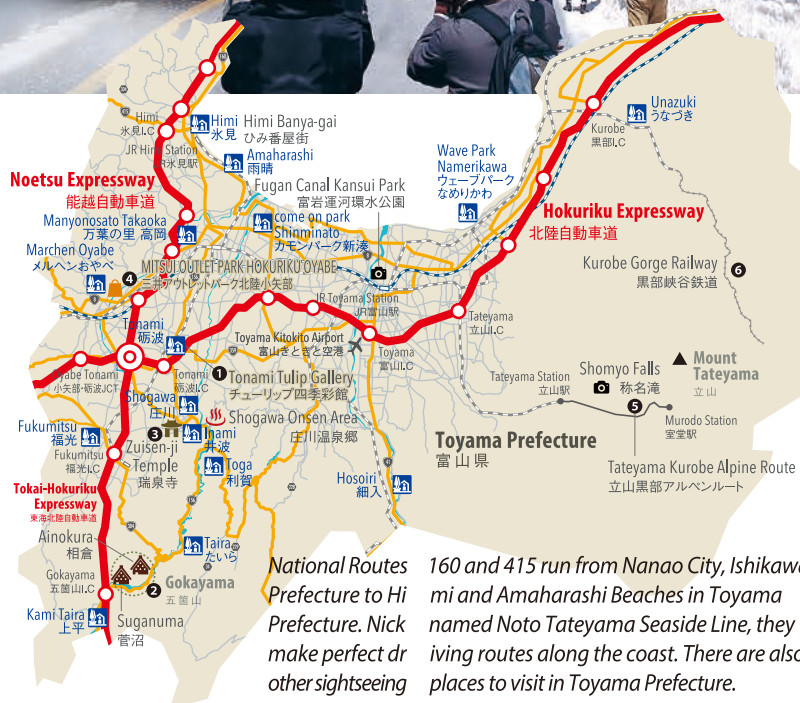 Himi
氷見I.C
JR Himi Station
JR氷見駅
Himi
氷見
Himi Banya-gai
ひみ番屋街
Amaharashi
雨晴
Noetsu Expressway
能越自動車道
Fugan Canal Kansui Park
富岩運河環水公園
Wave Park
Namerikawa
ウェーブパーク
なめりかわ
Unazuki
うなづき
Kurobe
黒部I.C
Manyonosato Takaoka
万葉の里 高岡
come on park
Shinminato
カモンパーク新湊
Hokuriku Expressway
北陸自動車道
Marchen Oyabe
メルヘンおやべ
4
MITSUI OUTLET PARK HOKURIKU OYABE
三井アウトレットパーク北陸小矢部
8
Kurobe Gorge Railway
黒部峡谷鉄道
6
JR Toyama Station
JR富山駅
Tateyama
立山I.C
Tonami
砺波
Toyama Kitokito Airport
富山きときと空港
Toyama
富山I.C
Oyabe Tonami
小矢部・砺波JCT
Tonami
砺波I.C
1
Tonami Tulip Gallery
チューリップ四季彩館
Tateyama Station
立山駅
Shomyo Falls
称名滝
Mount
Tateyama
立山
Shogawa
庄川
Shogawa Onsen Area
庄川温泉郷
5
Murodo Station
室堂駅
Fukumitsu
福光
Fukumitsu
福光I.C
3
Zuisen-ji
Temple
瑞泉寺
Inami
井波
Toga
利賀
Toyama Prefecture
富山県
Tateyama Kurobe Alpine Route
立山黒部アルペンルート
Hosoiri
細入
41
Tokai-Hokuriku
Expressway
東海北陸自動車道
156
304
Ainokura
相倉
Taira
たいら
Gokayama
五箇山I.C
2
Gokayama
五箇山
Kami Taira
上平
Suganuma
菅沼
National Routes 160 and 415 run from Nanao City, Ishikawa
Prefecture to Hi mi and Amaharashi Beaches in Toyama
Prefecture. Nick named Noto Tateyama Seaside Line, they
make perfect dr iving routes along the coast. There are also
other sightseeing places to visit in Toyama Prefecture.